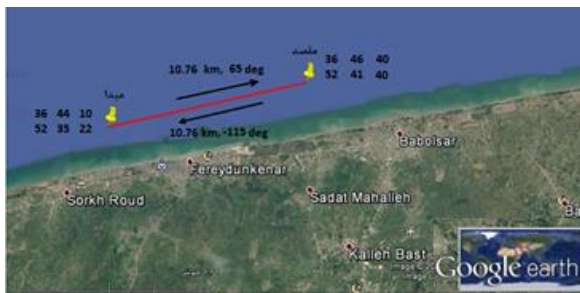 مقصد
36 46 40
52 41 40
10.76 km, 65 deg
مبدا
36 44 10
52 35 22
10.76 km, -115 deg
Babolsar
Fereydunkenar
Sorkh Roud
Sadat Mahalleh
Ba
Kalleh Bast
Google earth